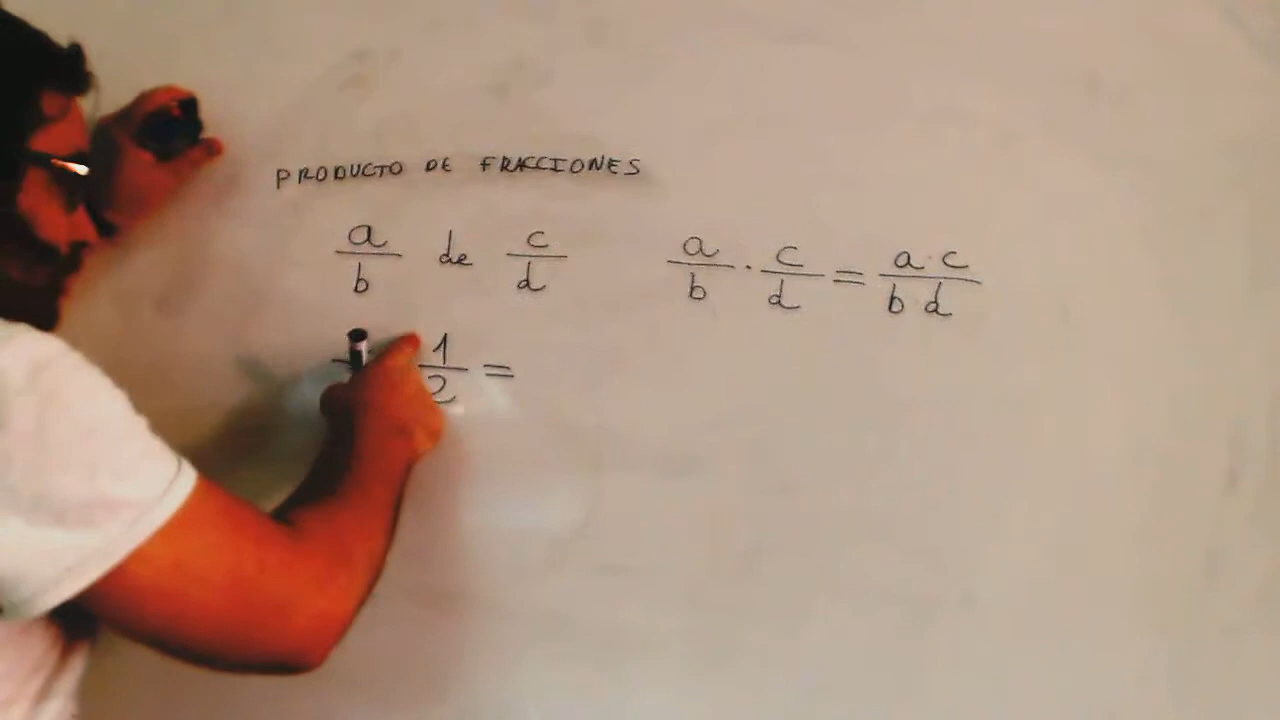 PRODUCTO DE FRACCIONES
a/b de c/d a/b · c/d = a·c/b·d
1/2 =